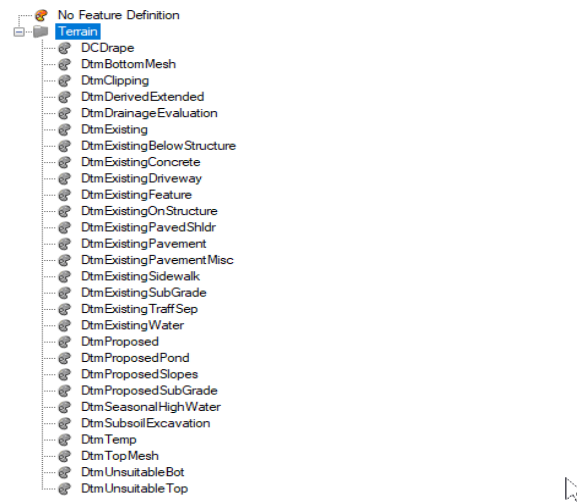 No Feature Definition
Terrain
DCDrape
DtmBottomMesh
DtmClipping
DtmDerivedExtended
DtmDrainageEvaluation
DtmExisting
DtmExistingBelowStructure
DtmExistingConcrete
DtmExistingDriveway
DtmExistingFeature
DtmExistingOnStructure
DtmExistingPavedShldr
DtmExistingPavement
DtmExistingPavementMisc
DtmExistingSidewalk
DtmExistingSubGrade
DtmExistingTraffSep
DtmExistingWater
DtmProposed
DtmProposedPond
DtmProposedSlopes
DtmProposedSubGrade
DtmSeasonalHighWater
DtmSubsoilExcavation
DtmTemp
DtmTopMesh
DtmUnsuitableBot
DtmUnsuitableTop